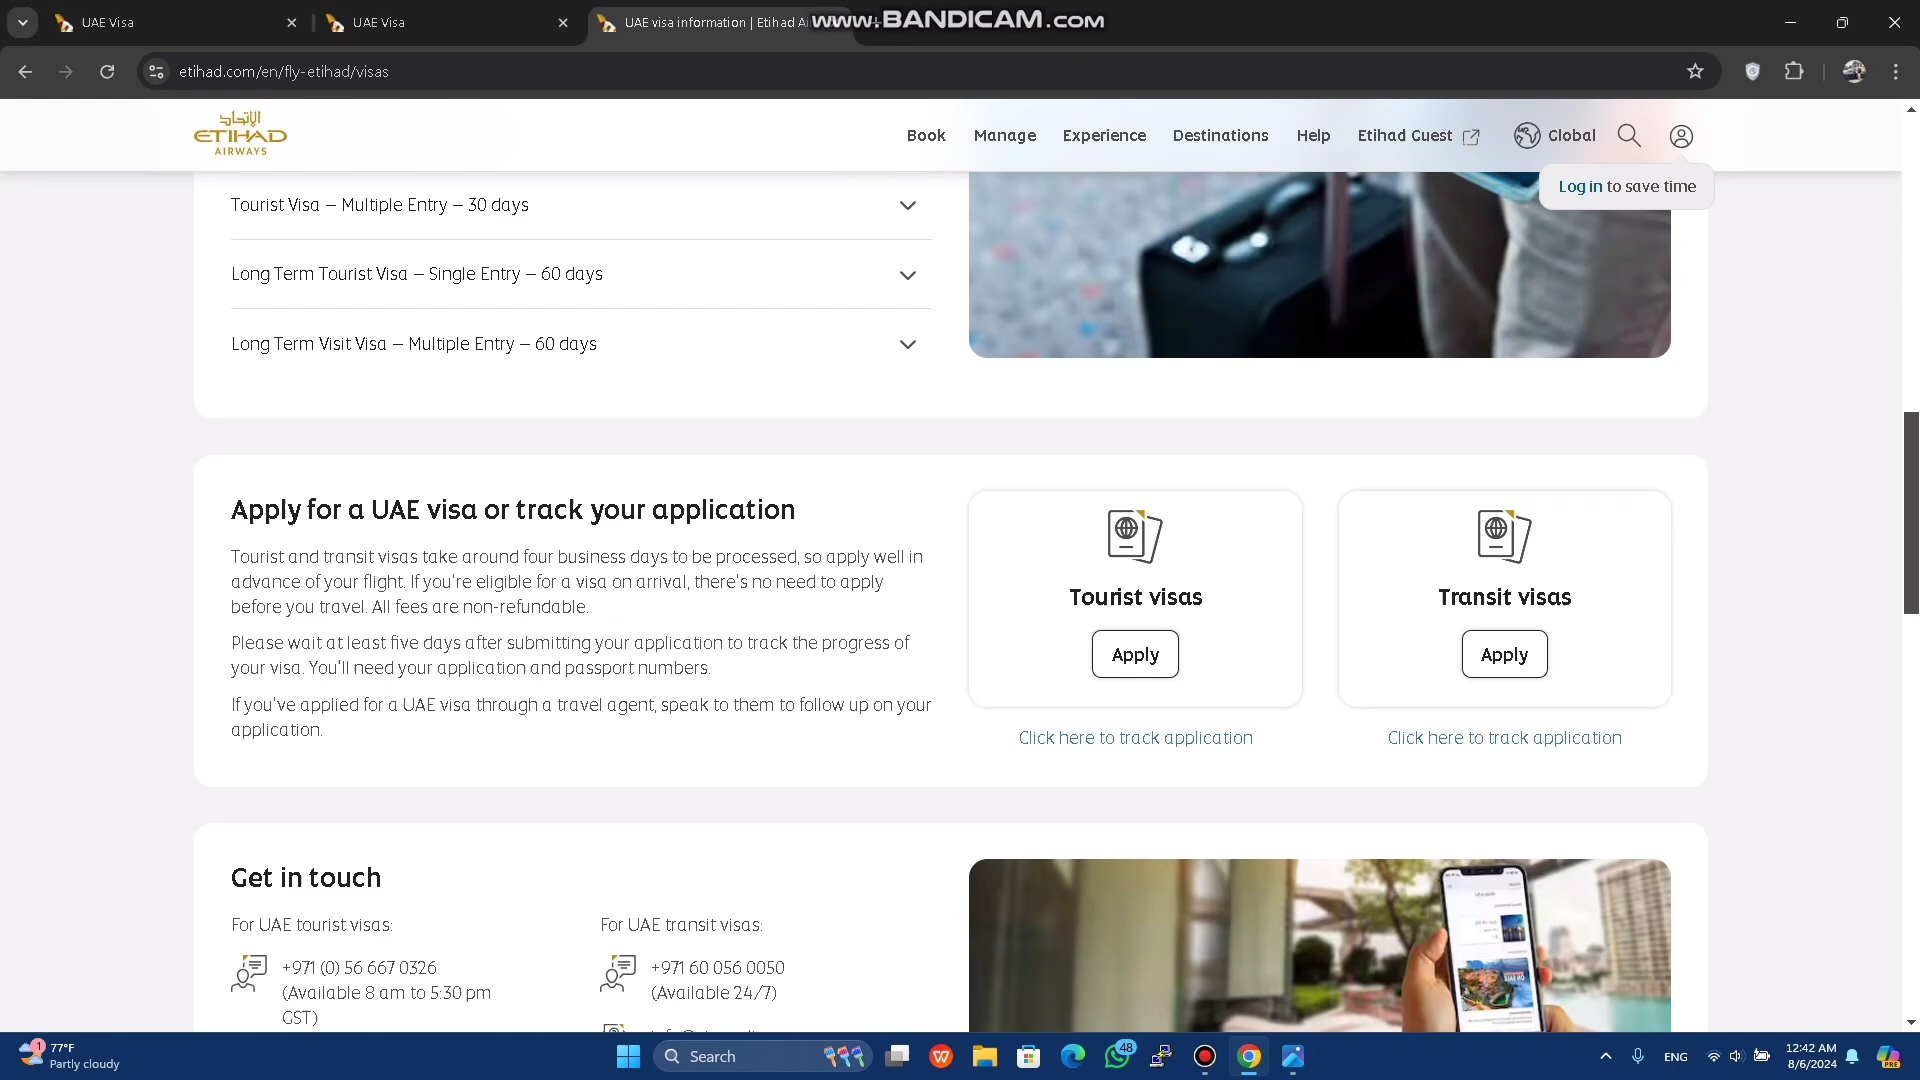 UAE Visa
UAE Visa
UAE visa information | Etihad Ai
www.BANDICAM.com
etihad.com/en/fly-etihad/visas
الإتحاد
ETIHAD
AIRWAYS
Book
Manage
Experience
Destinations
Help
Etihad Guest
Global
Log in to save time
Tourist Visa – Multiple Entry – 30 days
Long Term Tourist Visa – Single Entry – 60 days
Long Term Visit Visa – Multiple Entry – 60 days
Apply for a UAE visa or track your application
Tourist and transit visas take around four business days to be processed, so apply well in
advance of your flight. If you're eligible for a visa on arrival, there's no need to apply
before you travel. All fees are non-refundable.
Please wait at least five days after submitting your application to track the progress of
your visa. You'll need your application and passport numbers.
If you've applied for a UAE visa through a travel agent, speak to them to follow up on your
application.
Tourist visas
Apply
Click here to track application
Transit visas
Apply
Click here to track application
Get in touch
For UAE tourist visas:
+971 (0) 56 667 0326
(Available 8 am to 5:30 pm
GST)
For UAE transit visas:
+971 60 056 0050
(Available 24/7)
1
77°F
Partly cloudy
Search
48
ENG
12:42 AM
8/6/2024
PRE